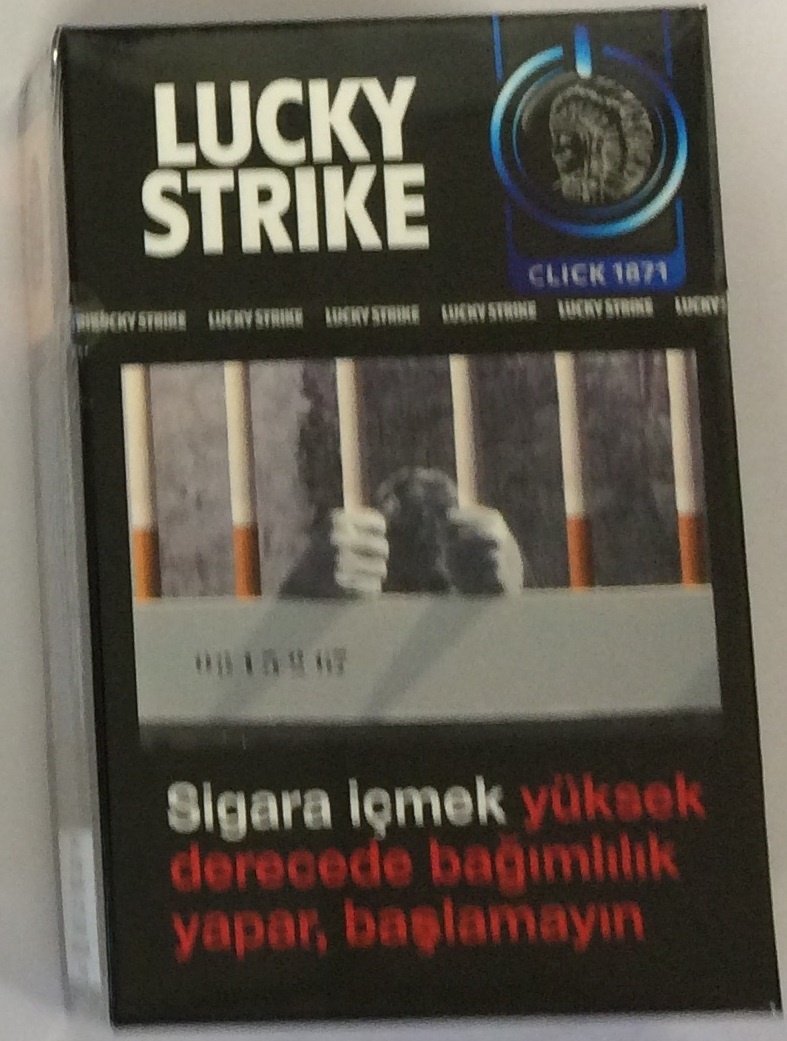 LUCKY
STRIKE
CLICK 1871
LUCKY STRIKE LUCKY STRIKE LUCKY STRIKE LUCKY STRIKE LUCKY STRIKE LUCKY
Sigara içmek yüksek
derecede bağımlılık
yapar, başlamayın